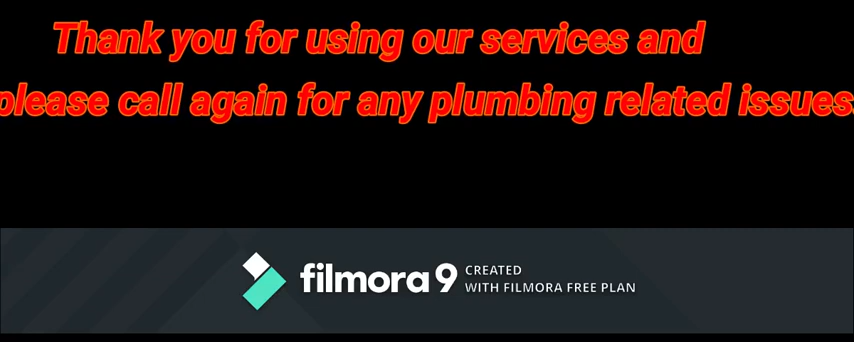 Thank you for using our services and
please call again for any plumbing related issues
filmora 9
CREATED
WITH FILMORA FREE PLAN